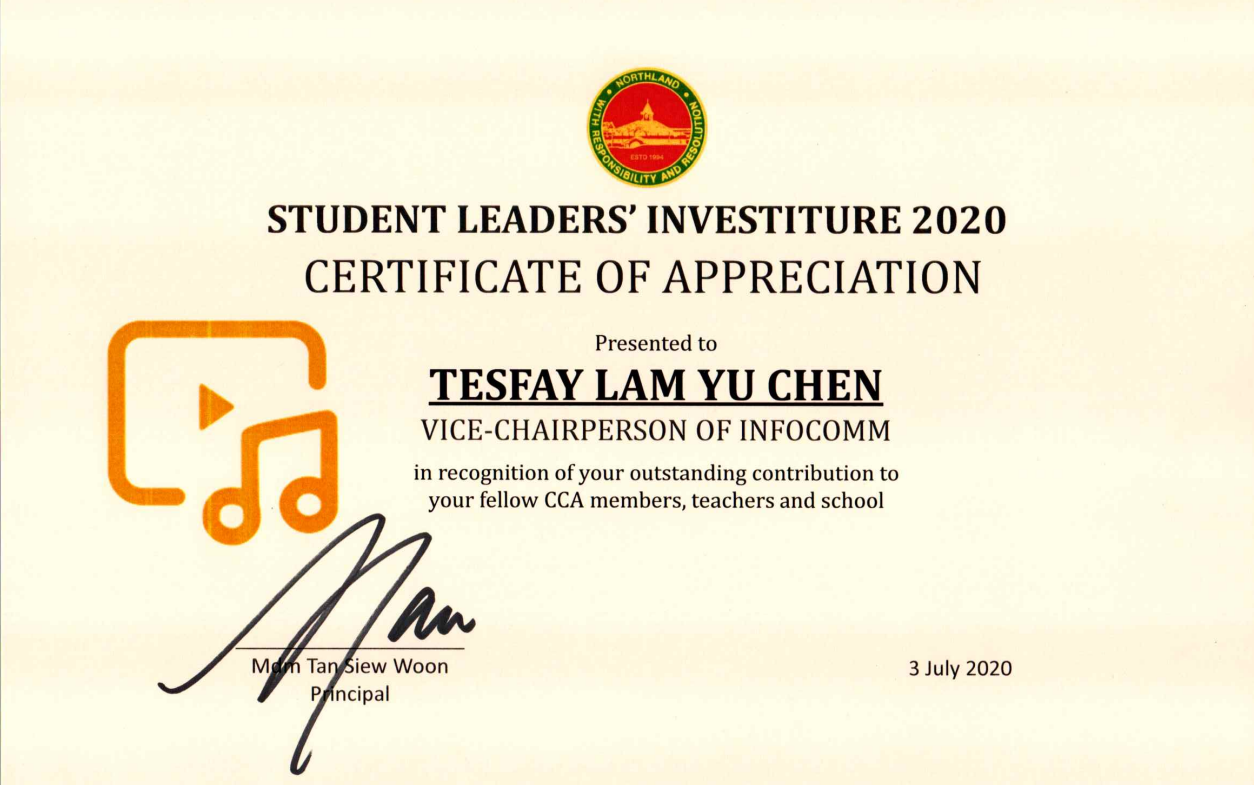 NORTHLAND
WITH RESPONSIBILITY AND RESOLUTION
ESTD 1994
STUDENT LEADERS’ INVESTITURE 2020
CERTIFICATE OF APPRECIATION
Presented to
TESFAY LAM YU CHEN
VICE-CHAIRPERSON OF INFOCOMM
in recognition of your outstanding contribution to
your fellow CCA members, teachers and school
Mdm Tan Siew Woon
Principal
3 July 2020